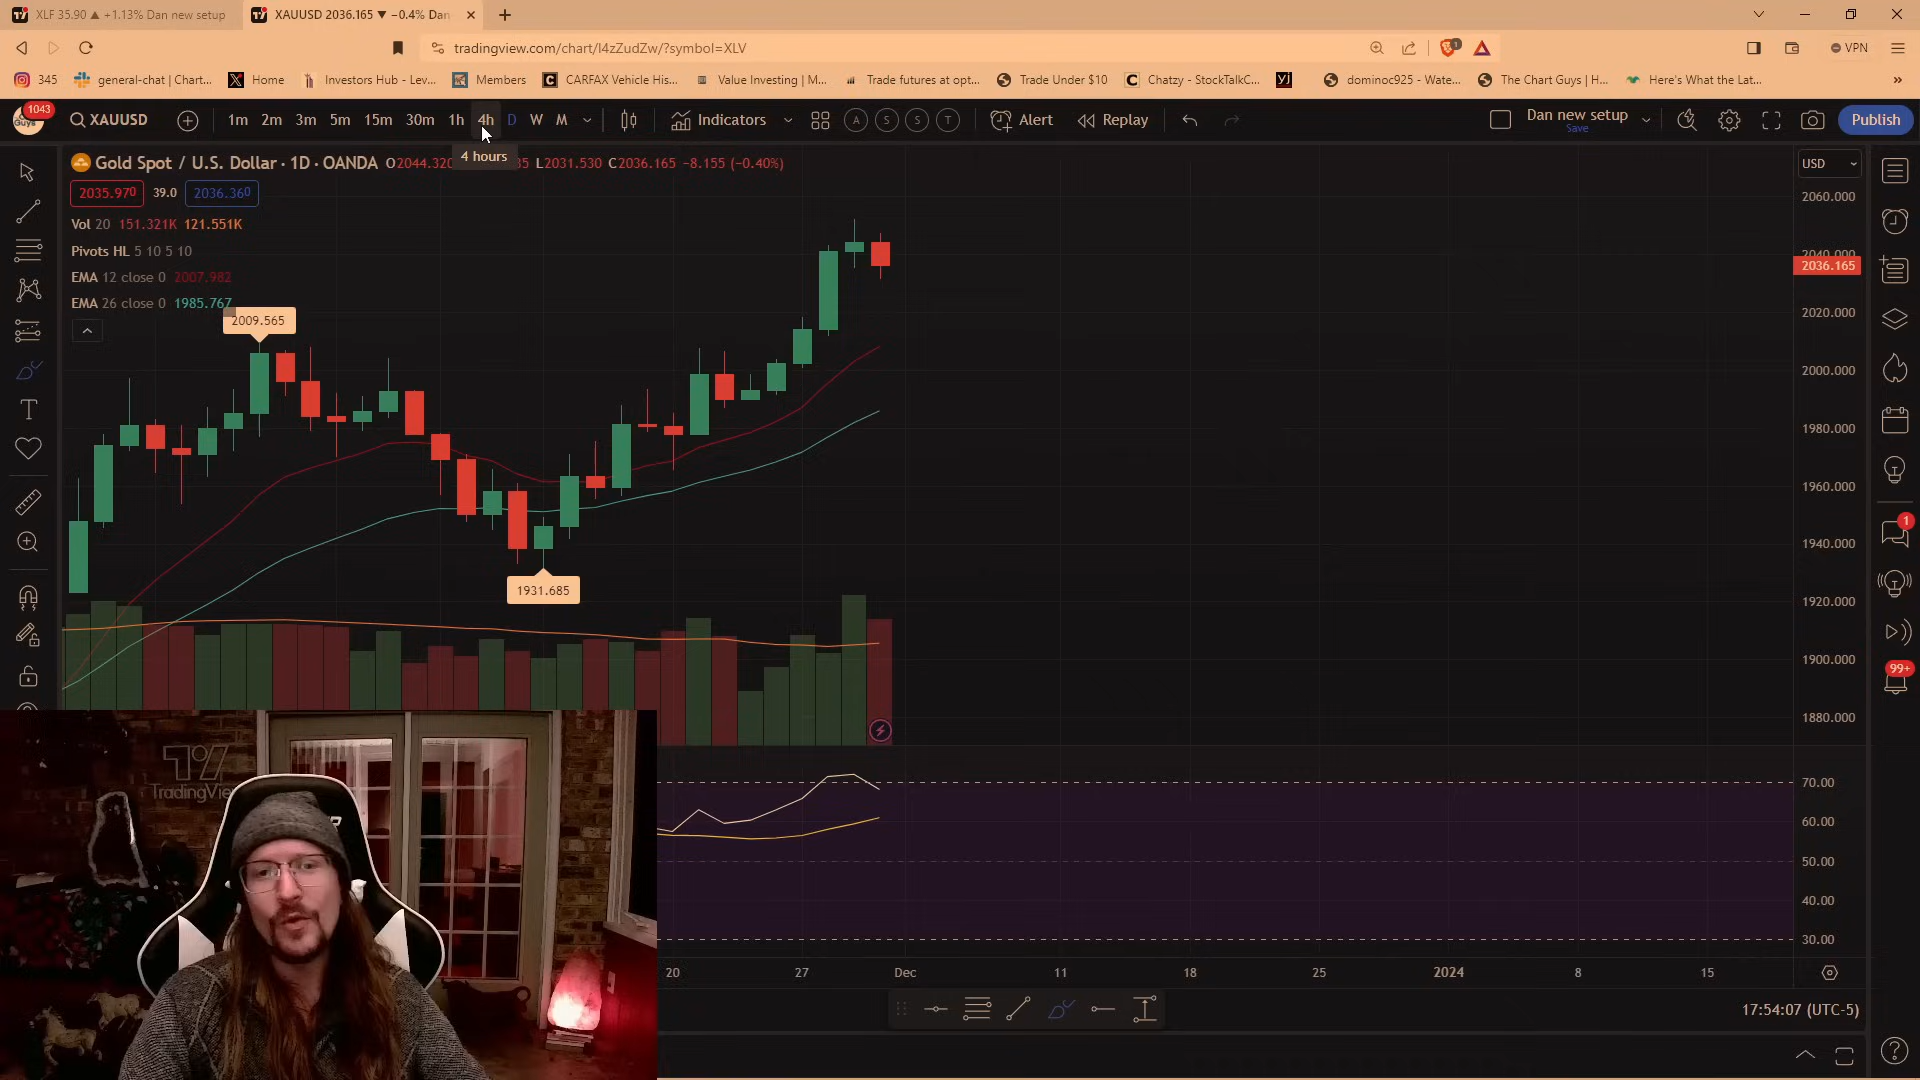 XLF 35.90 ▲ +1.13% Dan new setup
XAUUSD 2036.165 ▼ −0.4% Dan
tradingview.com/chart/I4zZudZw/?symbol=XLV
1
VPN
345
general-chat | Chart...
Home
Investors Hub - Lev...
Members
CARFAX Vehicle His...
Value Investing | M...
Trade futures at opt...
Trade Under $10
Chatzy - StockTalkC...
dominoc925 - Wate...
The Chart Guys | H...
Here's What the Lat...
1043
XAUUSD
1m 2m 3m 5m 15m 30m 1h 4h D W M
Indicators
A S S T
Alert
Replay
Dan new setup
Save
Publish
4 hours
Gold Spot / U.S. Dollar · 1D · OANDA O2044.320 L2031.530 C2036.165 −8.155 (−0.40%)
USD
2035.970 39.0 2036.360
Vol 20 151.321K 121.551K
Pivots HL 5 10 5 10
EMA 12 close 0 2007.982
EMA 26 close 0 1985.767
2009.565
1931.685
2060.000
2040.000
2036.165
2020.000
2000.000
1980.000
1960.000
1940.000
1920.000
1900.000
1880.000
70.00
60.00
50.00
40.00
30.00
1
99+
TradingView
20 27 Dec 11 18 25 2024 8 15
17:54:07 (UTC-5)